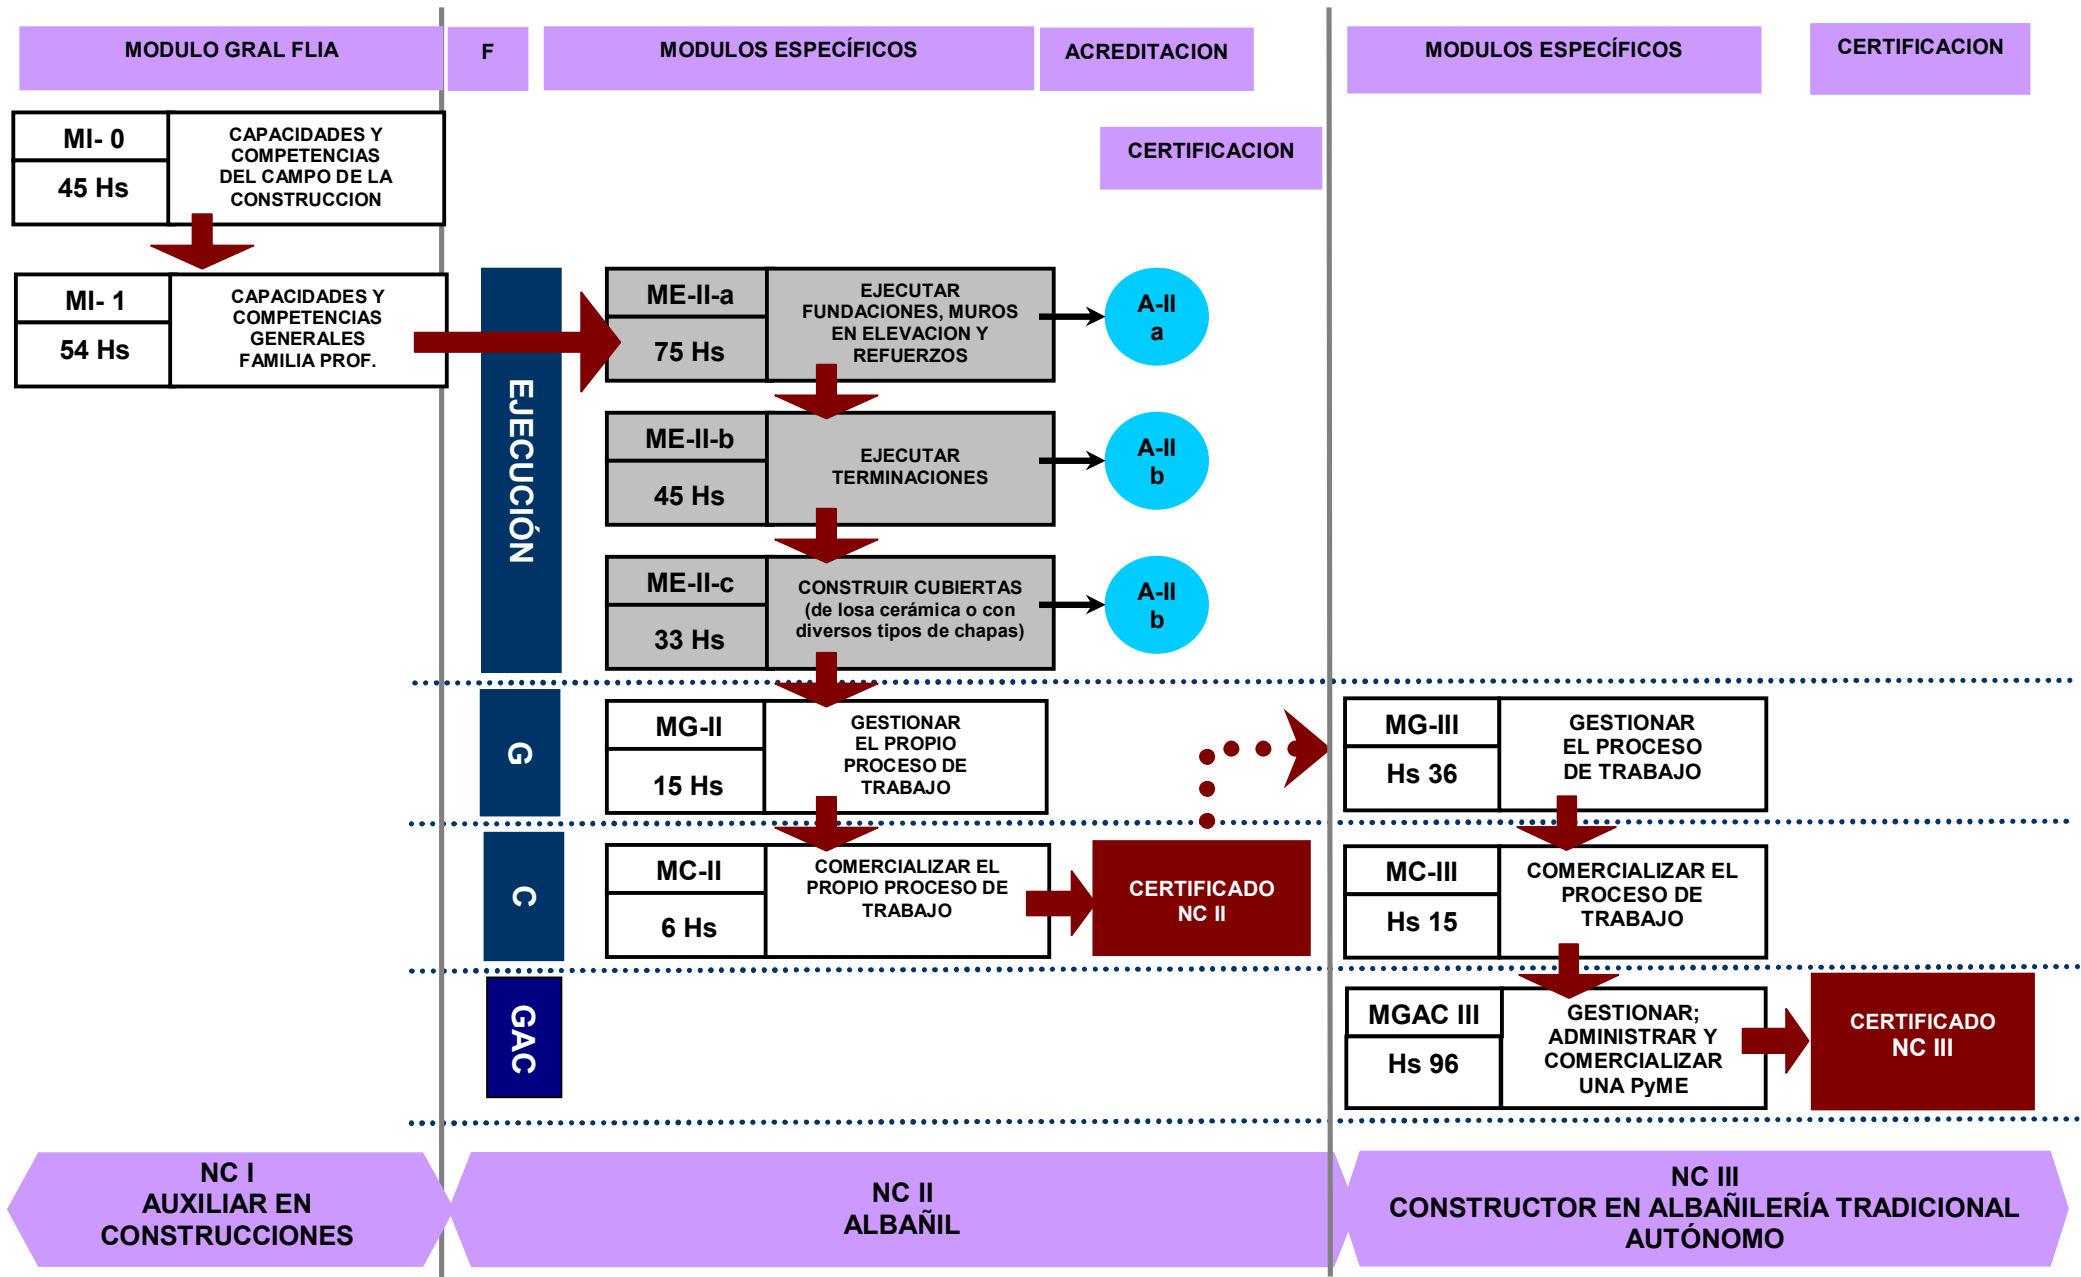 MODULO GRAL FLIA
F
MODULOS ESPECÍFICOS
ACREDITACION
MODULOS ESPECÍFICOS
CERTIFICACION
CERTIFICACION
MI- 0
45 Hs
CAPACIDADES Y
COMPETENCIAS
DEL CAMPO DE LA
CONSTRUCCION
MI- 1
54 Hs
CAPACIDADES Y
COMPETENCIAS
GENERALES
FAMILIA PROF.
EJECUCIÓN
ME-II-a
75 Hs
EJECUTAR
FUNDACIONES, MUROS
EN ELEVACION Y
REFUERZOS
A-II
a
ME-II-b
45 Hs
EJECUTAR
TERMINACIONES
A-II
b
ME-II-c
33 Hs
CONSTRUIR CUBIERTAS
(de losa cerámica o con
diversos tipos de chapas)
A-II
b
G
MG-II
15 Hs
GESTIONAR
EL PROPIO
PROCESO DE
TRABAJO
MG-III
Hs 36
GESTIONAR
EL PROCESO
DE TRABAJO
C
MC-II
6 Hs
COMERCIALIZAR EL
PROPIO PROCESO DE
TRABAJO
CERTIFICADO
NC II
MC-III
Hs 15
COMERCIALIZAR EL
PROCESO DE
TRABAJO
GAC
MGAC III
Hs 96
GESTIONAR;
ADMINISTRAR Y
COMERCIALIZAR
UNA PyME
CERTIFICADO
NC III
NC I
AUXILIAR EN
CONSTRUCCIONES
NC II
ALBAÑIL
NC III
CONSTRUCTOR EN ALBAÑILERÍA TRADICIONAL
AUTÓNOMO